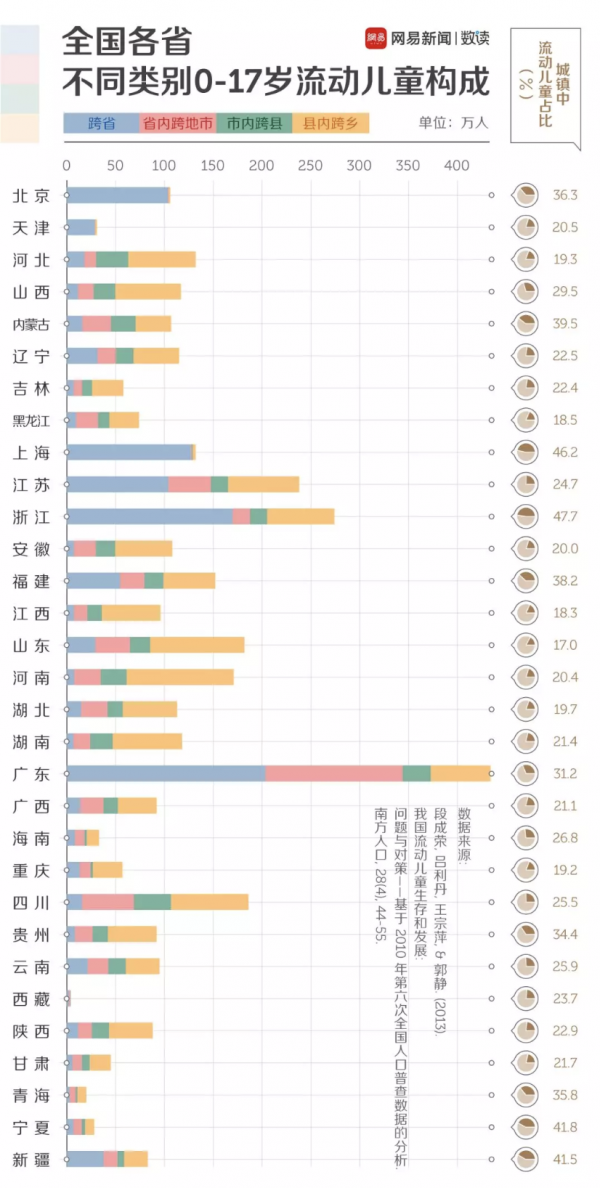 全国各省
不同类别0-17岁流动儿童构成
网易 网易新闻 | 数读
城镇中
流动儿童占比
(%)
跨省 省内跨地市 市内跨县 县内跨乡 单位：万人
0 50 100 150 200 250 300 350 400
北京 36.3
天津 20.5
河北 19.3
山西 29.5
内蒙古 39.5
辽宁 22.5
吉林 22.4
黑龙江 18.5
上海 46.2
江苏 24.7
浙江 47.7
安徽 20.0
福建 38.2
江西 18.3
山东 17.0
河南 20.4
湖北 19.7
湖南 21.4
广东 31.2
广西 21.1
海南 26.8
重庆 19.2
四川 25.5
贵州 34.4
云南 25.9
西藏 23.7
陕西 22.9
甘肃 21.7
青海 35.8
宁夏 41.8
新疆 41.5
数据来源:
段成荣, 吕利丹, 王宗萍, & 郭静. (2013).
我国流动儿童生存和发展:
问题与对策——基于 2010 年第六次全国人口普查数据的分析.
南方人口, 28(4), 44-55.